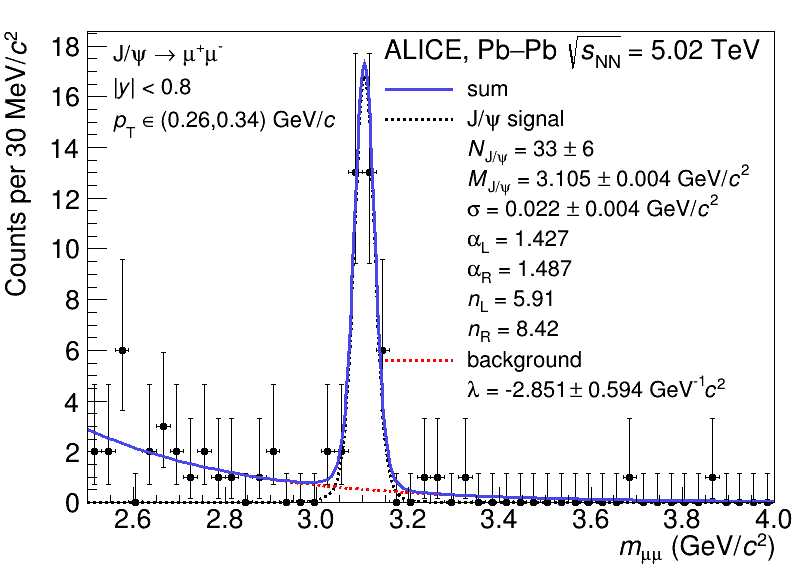 Counts per 30 MeV/c²
J/ψ → μ⁺μ⁻
|y| < 0.8
p_T ∈ (0.26,0.34) GeV/c
ALICE, Pb–Pb √s_NN = 5.02 TeV
sum
J/ψ signal
N_J/ψ = 33 ± 6
M_J/ψ = 3.105 ± 0.004 GeV/c²
σ = 0.022 ± 0.004 GeV/c²
α_L = 1.427
α_R = 1.487
n_L = 5.91
n_R = 8.42
background
λ = -2.851 ± 0.594 GeV⁻¹c²
18
16
14
12
10
8
6
4
2
0
2.6 2.8 3.0 3.2 3.4 3.6 3.8 4.0
m_μμ (GeV/c²)